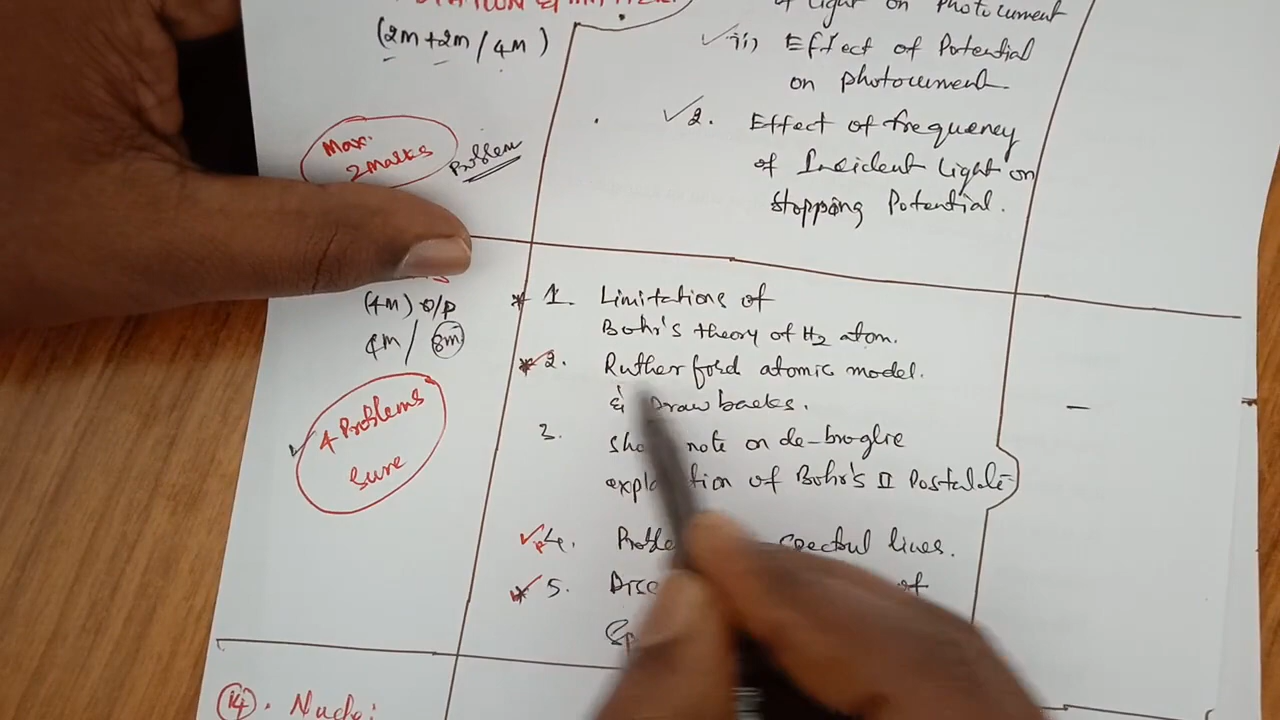 (2m+2m/4m)
Max.
2marks
Problem
of light on Photocurrent
ii) Effect of Potential
on photocurrent.
2. Effect of frequency
of Incident light on
stopping Potential.
(4m) o/p
4m/ 8m
4 Problems
Sure
* 1. Limitations of
Bohr's theory of H2 atom.
* 2. Rutherford atomic model.
& Drawbacks.
3. note on de-broglie
of Bohr's II Postulate
4. spectral lines.
* 5. of
14. Nuclei